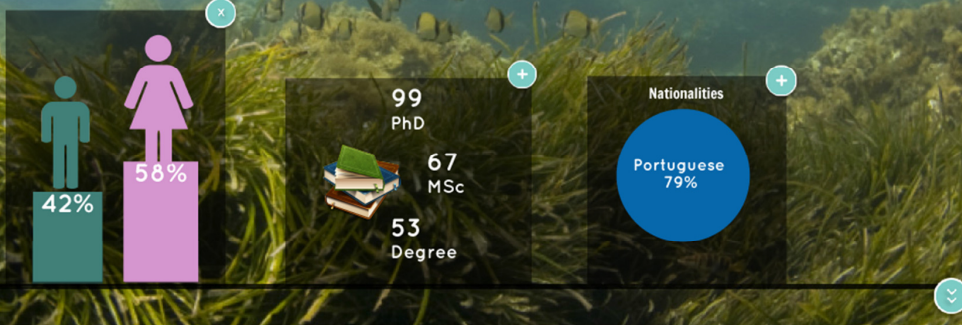 42%
58%
99
PhD
67
MSc
53
Degree
Nationalities
Portuguese
79%